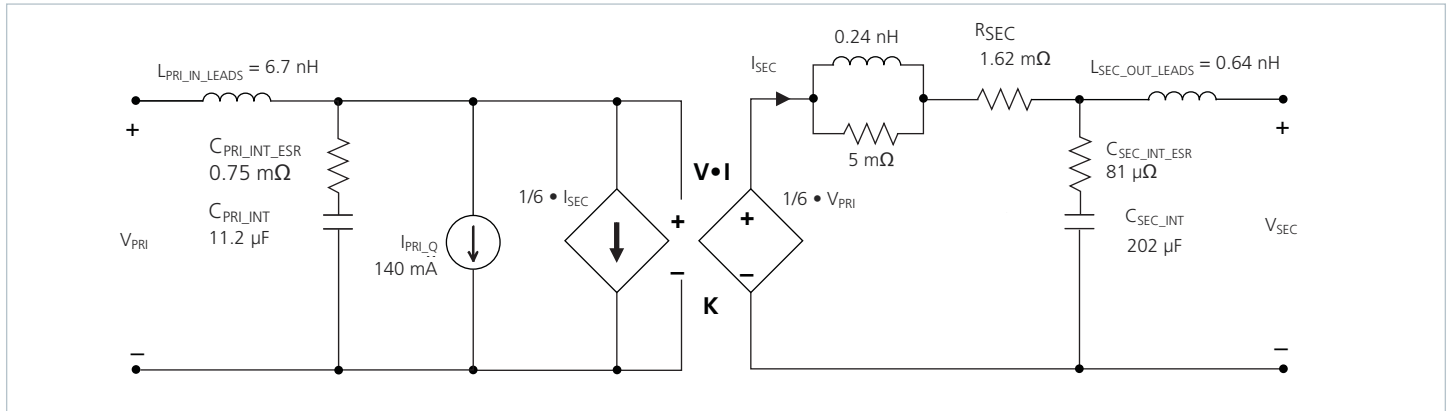 L_PRI_IN_LEADS = 6.7 nH
+
C_PRI_INT_ESR
0.75 mΩ
C_PRI_INT
11.2 µF
V_PRI
–
I_PRI_Q
140 mA
1/6 • I_SEC
V•I
+
–
K
+
–
1/6 • V_PRI
I_SEC
0.24 nH
5 mΩ
R_SEC
1.62 mΩ
L_SEC_OUT_LEADS = 0.64 nH
+
C_SEC_INT_ESR
81 µΩ
C_SEC_INT
202 µF
V_SEC
–